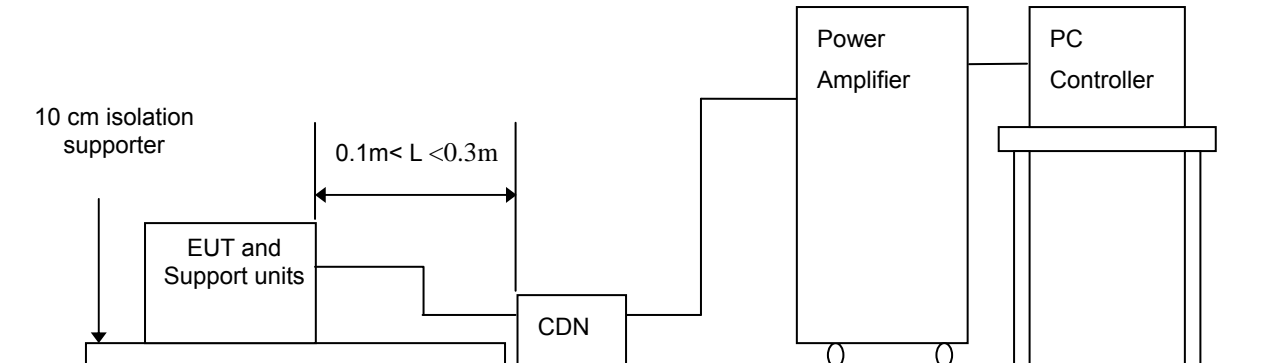 Power
Amplifier
PC
Controller
10 cm isolation
supporter
0.1m< L <0.3m
EUT and
Support units
CDN